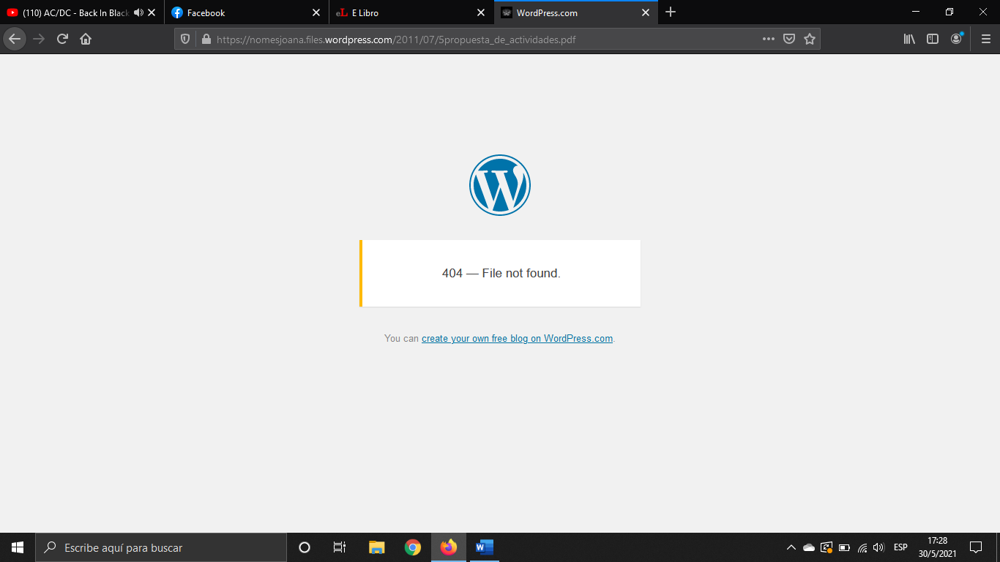 (110) AC/DC - Back In Black
Facebook
eL E Libro
WordPress.com
https://nomesjoana.files.wordpress.com/2011/07/5propuesta_de_actividades.pdf
404 — File not found.
You can create your own free blog on WordPress.com.
Escribe aquí para buscar
ESP
17:28
30/5/2021